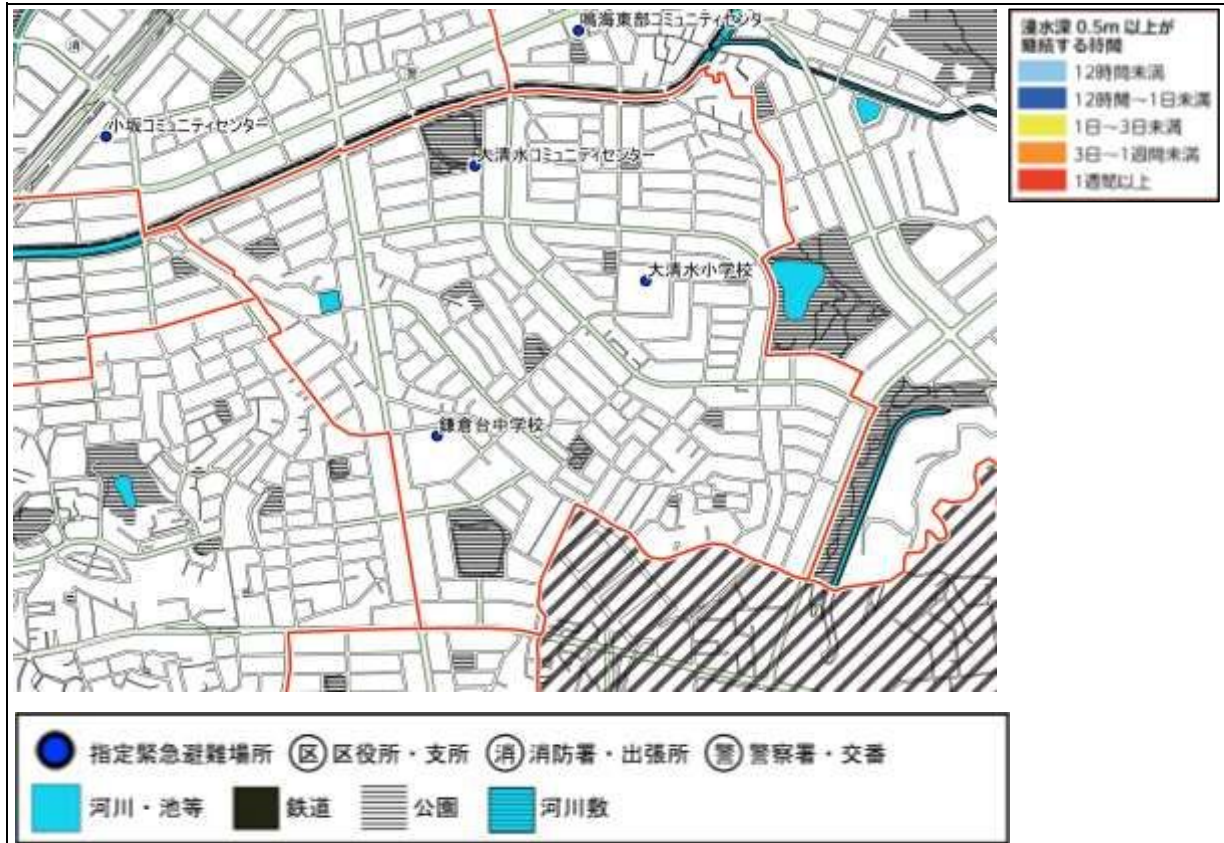 鳴海東部コミュニティセンター
消
警
小坂コミュニティセンター
大清水コミュニティセンター
大清水小学校
鎌倉台中学校
浸水深 0.5m 以上が
継続する時間
12時間未満
12時間～1日未満
1日～3日未満
3日～1週間未満
1週間以上
指定緊急避難場所 区 区役所・支所 消 消防署・出張所 警 警察署・交番
河川・池等 鉄道 公園 河川敷